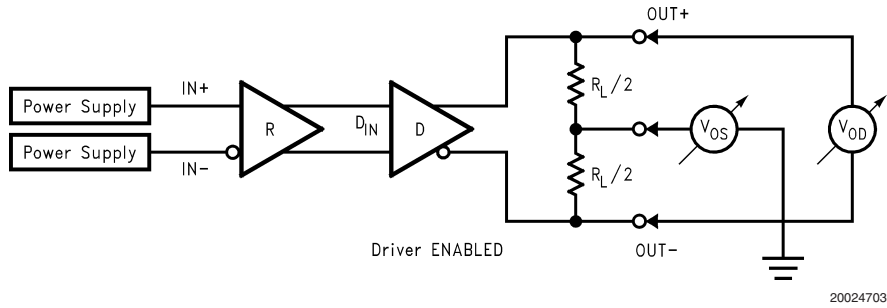 OUT+
IN+
Power Supply
R
D_IN
D
R_L/2
V_OS
V_OD
Power Supply
IN-
R_L/2
Driver ENABLED
OUT-
20024703